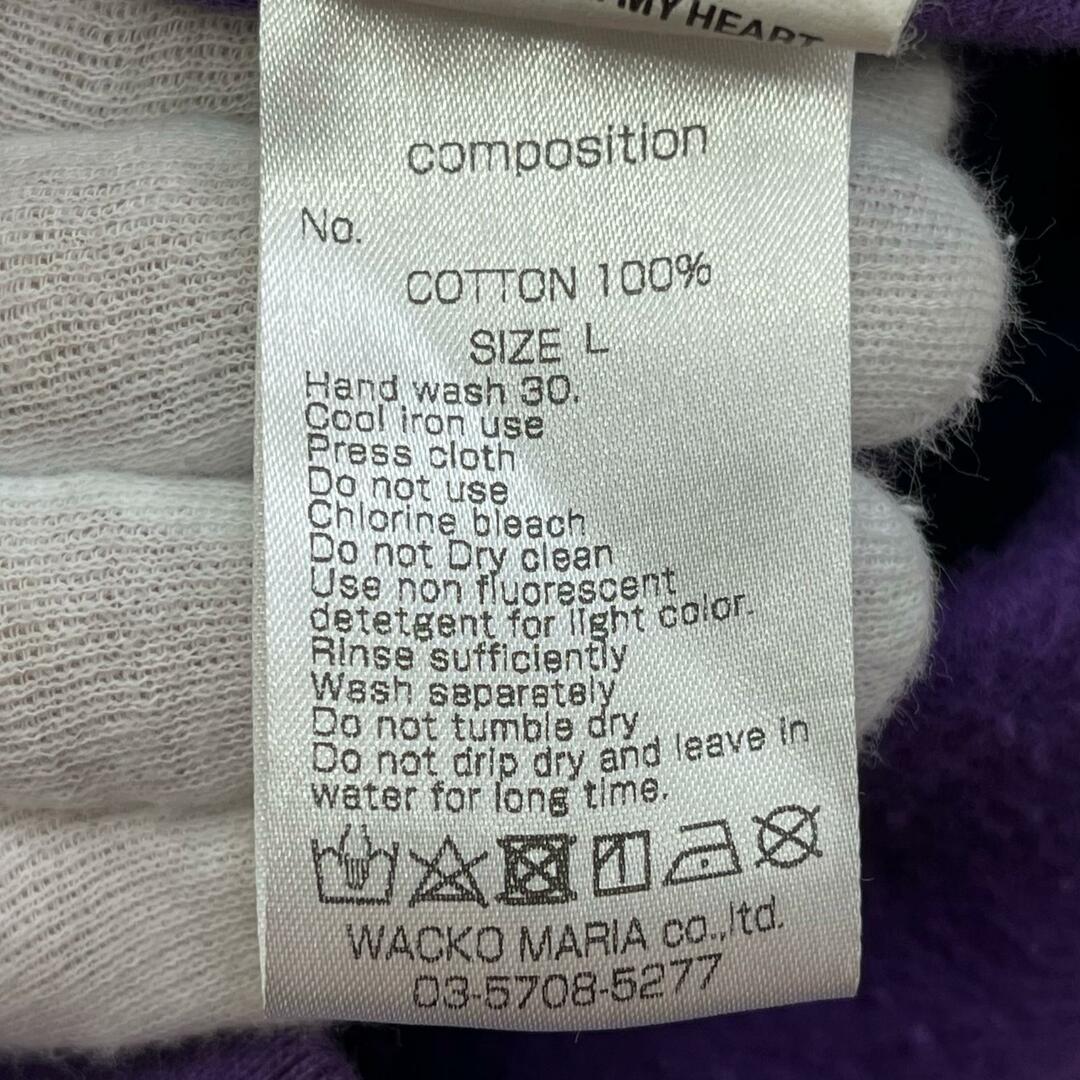 MY HEART
composition
No.
COTTON 100%
SIZE L
Hand wash 30.
Cool iron use
Press cloth
Do not use
Chlorine bleach
Do not Dry clean
Use non fluorescent
detetgent for light color.
Rinse sufficiently
Wash separately
Do not tumble dry
Do not drip dry and leave in
water for long time.
WACKO MARIA co.,ltd.
03-5708-5277